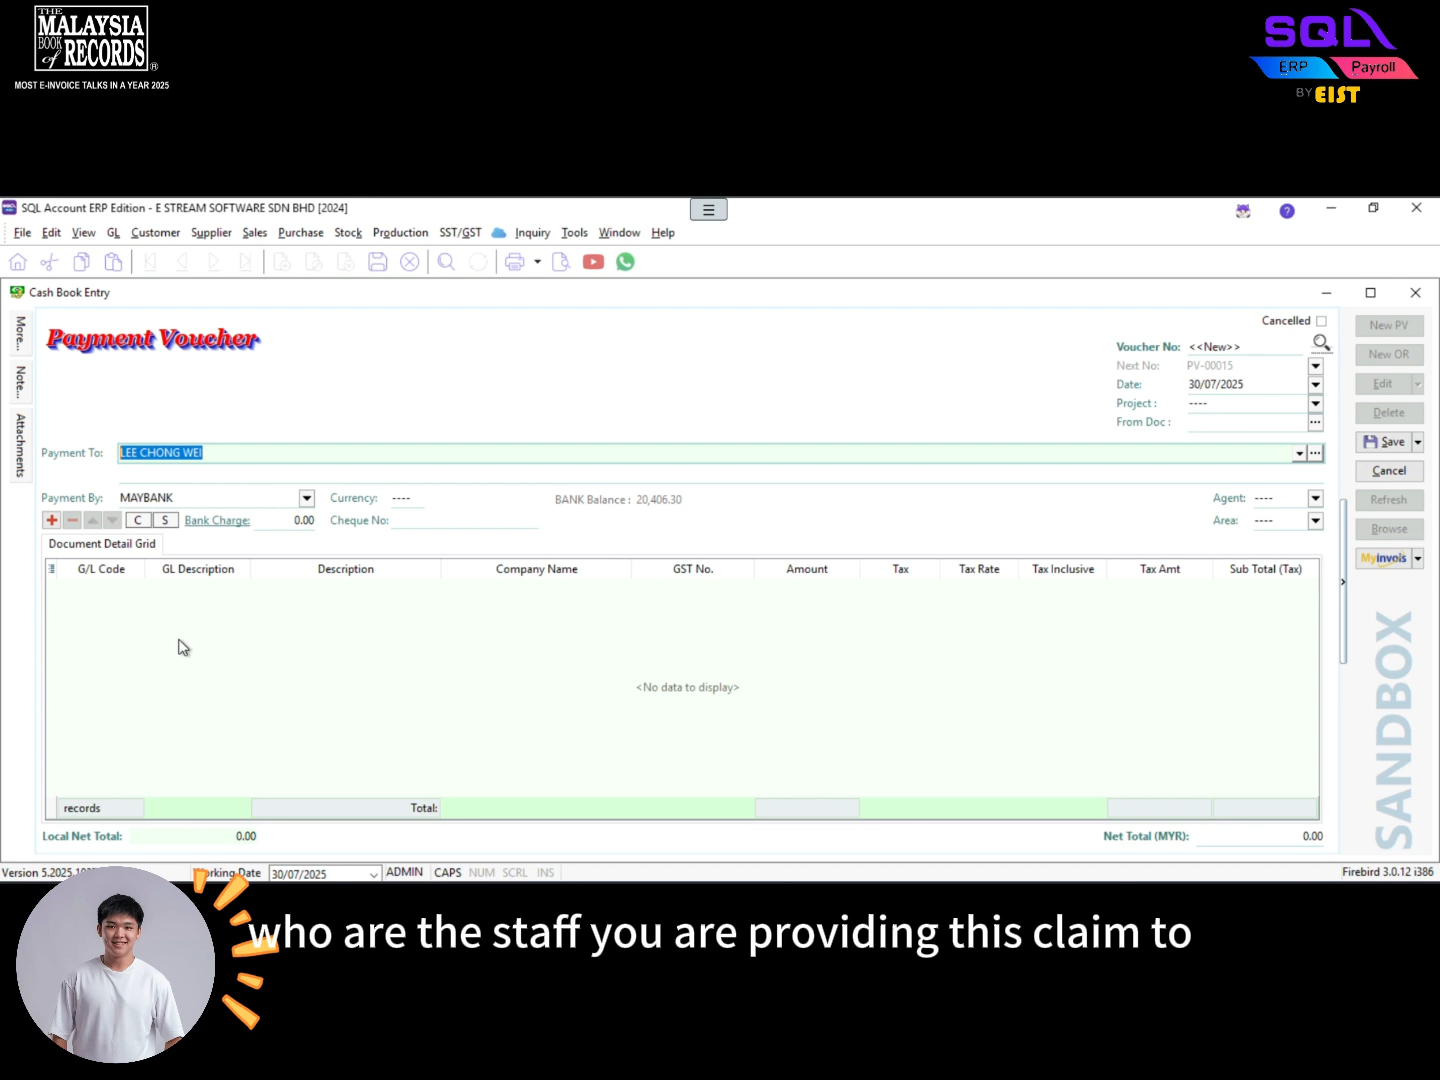 THE
MALAYSIA
BOOK
of RECORDS®
MOST E-INVOICE TALKS IN A YEAR 2025
SQL
ERP Payroll
BY EIST
SQL Account ERP Edition - E STREAM SOFTWARE SDN BHD [2024]
File Edit View GL Customer Supplier Sales Purchase Stock Production SST/GST Inquiry Tools Window Help
Cash Book Entry
More...
Note...
Attachments
Payment Voucher
Cancelled
Voucher No: <<New>>
Next No: PV-00015
Date: 30/07/2025
Project : ----
From Doc :
Payment To: LEE CHONG WEI
Payment By: MAYBANK Currency: ---- BANK Balance : 20,406.30 Agent: ----
C S Bank Charge: 0.00 Cheque No: Area: ----
Document Detail Grid
G/L Code GL Description Description Company Name GST No. Amount Tax Tax Rate Tax Inclusive Tax Amt Sub Total (Tax)
<No data to display>
records Total:
Local Net Total: 0.00 Net Total (MYR): 0.00
New PV
New OR
Edit
Delete
Save
Cancel
Refresh
Browse
MyInvois
SANDBOX
Version 5.2025 Working Date 30/07/2025 ADMIN CAPS NUM SCRL INS Firebird 3.0.12 i386
who are the staff you are providing this claim to